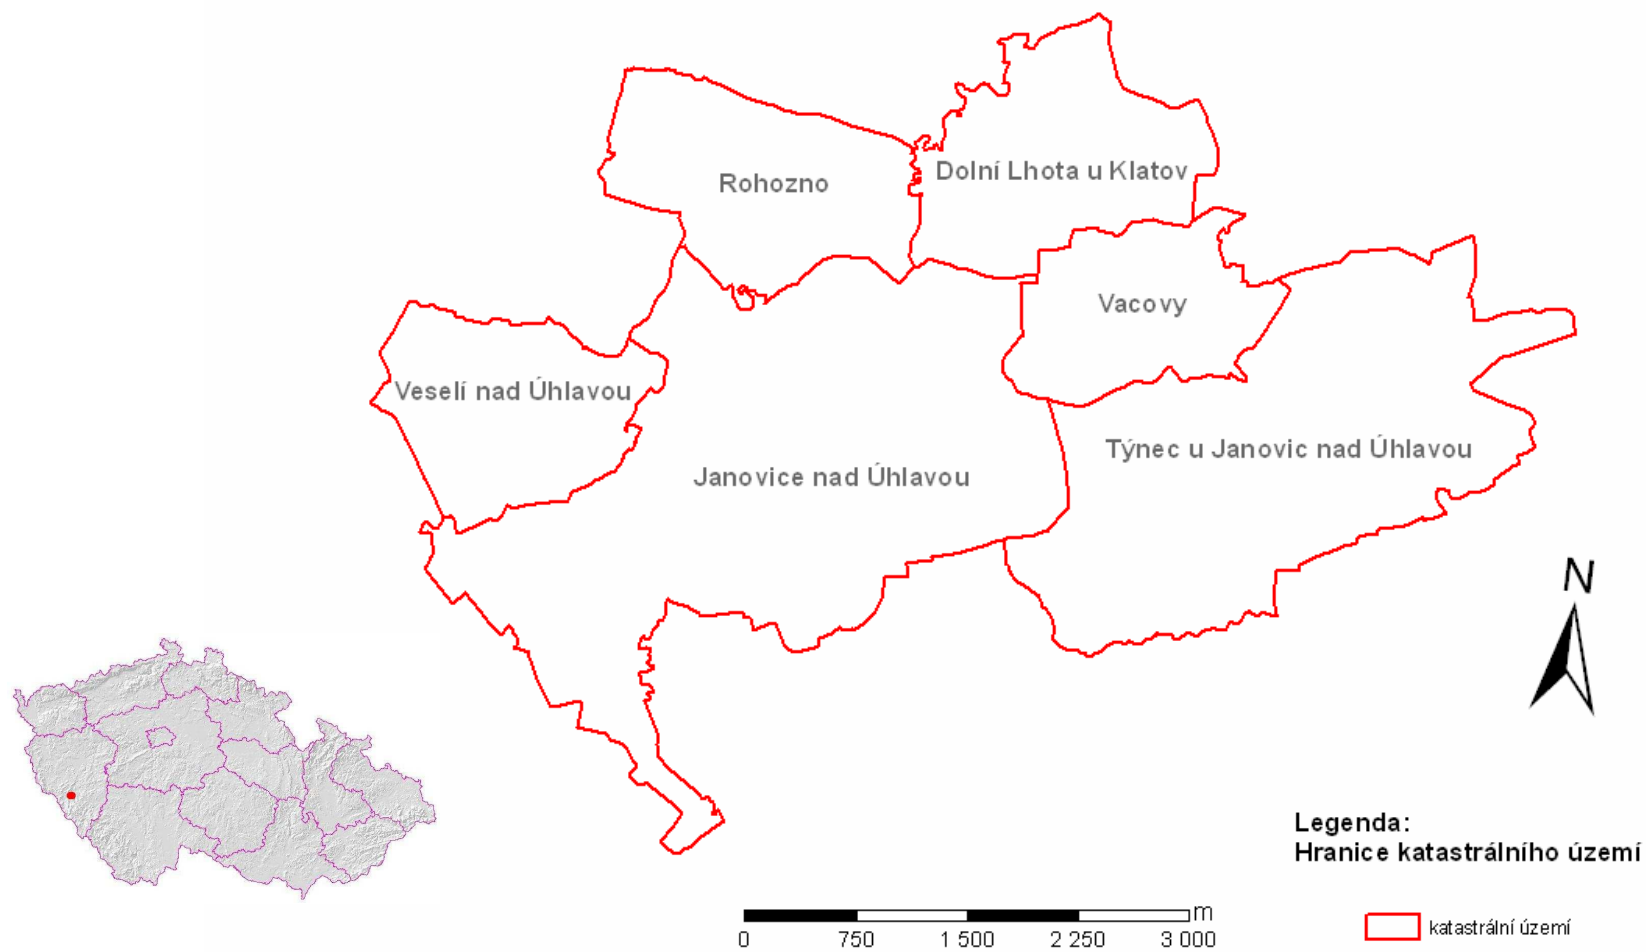 Dolní Lhota u Klatov
Rohozno
Vacovy
Veselí nad Úhlavou
Týnec u Janovic nad Úhlavou
Janovice nad Úhlavou
N
Legenda:
Hranice katastrálního území
katastrální území
m
0 750 1 500 2 250 3 000